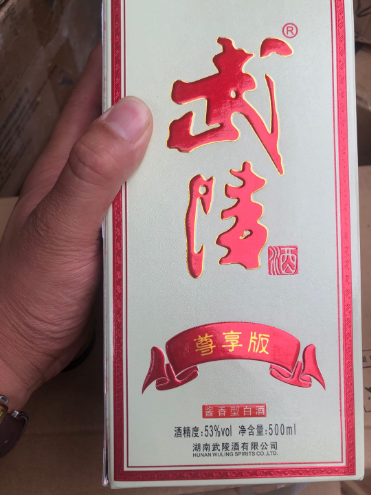 武陵
酒
尊享版
酱香型白酒
酒精度:53%vol 净含量:500ml
湖南武陵酒有限公司
HUNAN WULING SPIRITS CO.,LTD.